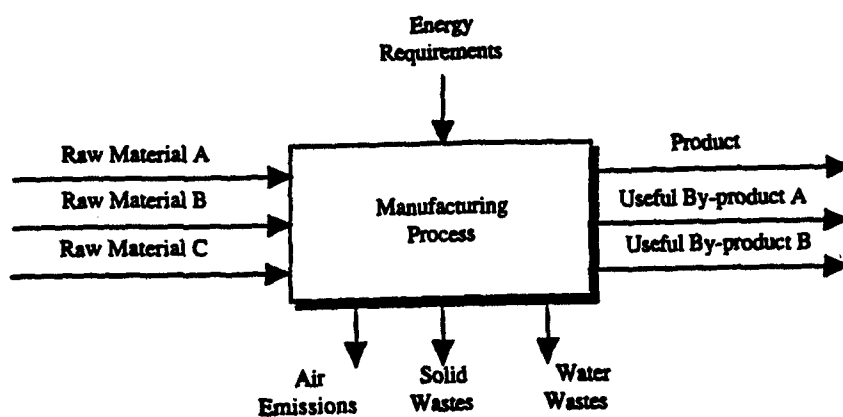 Energy
Requirements
Raw Material A
Raw Material B
Raw Material C
Manufacturing
Process
Product
Useful By-product A
Useful By-product B
Air
Emissions
Solid
Wastes
Water
Wastes